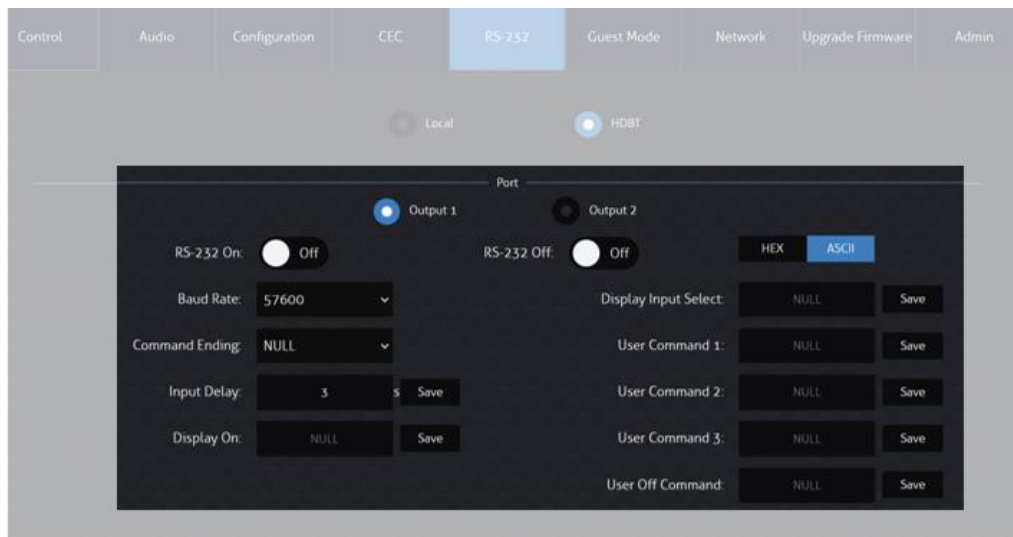 Control Audio Configuration CEC RS-232 Guest Mode Network Upgrade Firmware Admin
Local HDBT
Port
Output 1 Output 2
RS-232 On: Off RS-232 Off: Off HEX ASCII
Baud Rate: 57600 Display Input Select: NULL Save
Command Ending: NULL User Command 1: NULL Save
Input Delay: 3 s Save User Command 2: NULL Save
Display On: NULL Save User Command 3: NULL Save
User Off Command: NULL Save